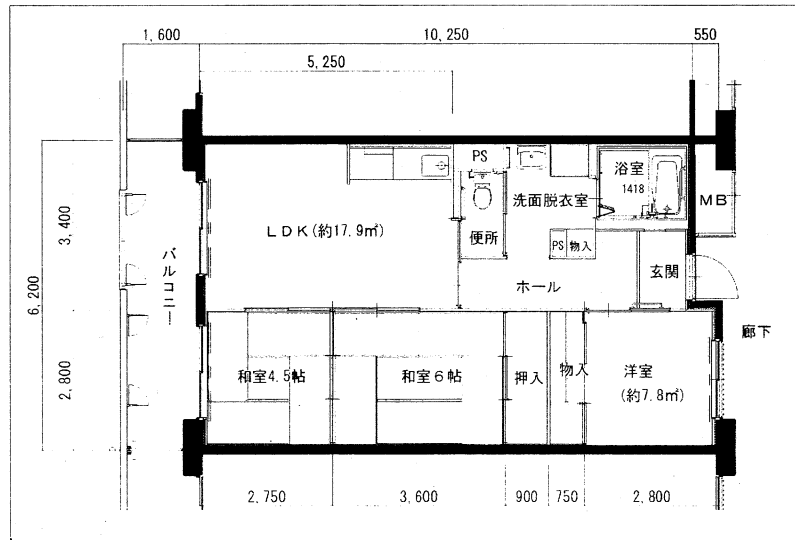 1,600
10,250
550
5,250
PS
浴室
1418
洗面脱衣室
MB
3,400
LDK(約17.9㎡)
便所
PS
物入
バルコニー
玄関
ホール
6,200
廊下
和室4.5帖
和室6帖
押入
物入
洋室
(約7.8㎡)
2,800
2,750
3,600
900
750
2,800